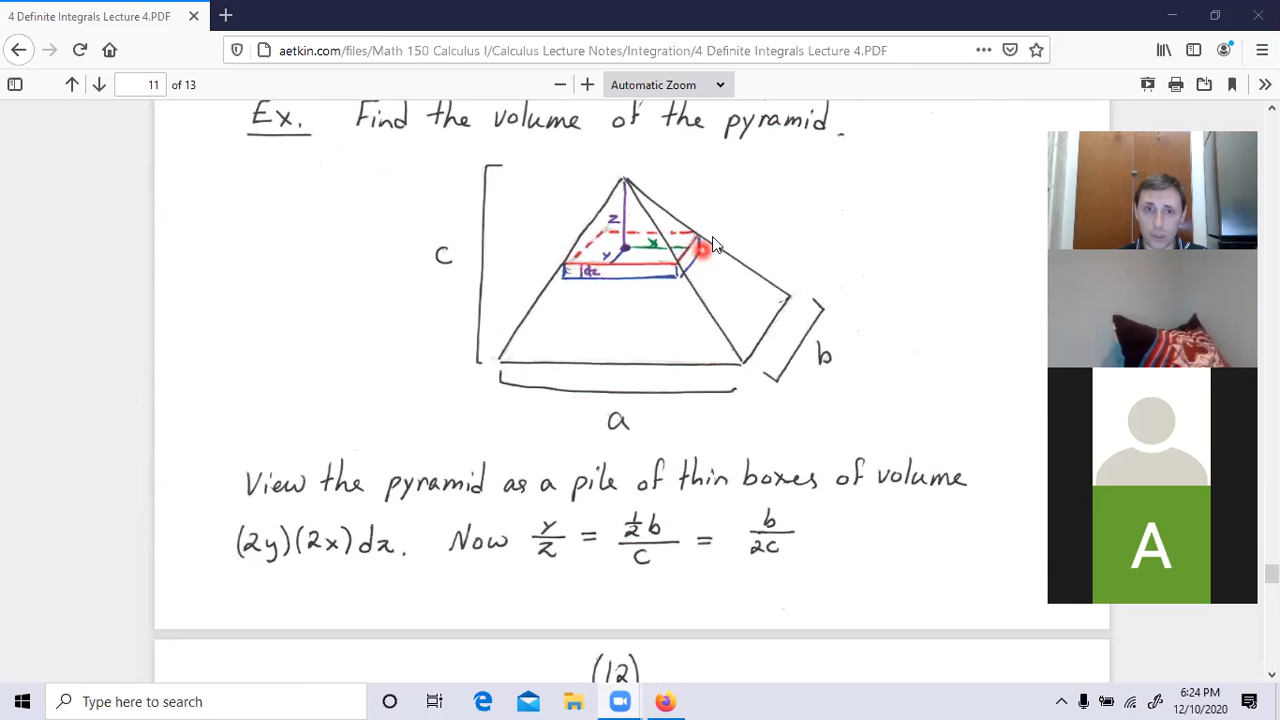 4 Definite Integrals Lecture 4.PDF
aetkin.com/files/Math 150 Calculus I/Calculus Lecture Notes/Integration/4 Definite Integrals Lecture 4.PDF
11 of 13
Automatic Zoom
Ex. Find the volume of the pyramid.
z
x
y
dz
c
b
a
View the pyramid as a pile of thin boxes of volume
(2y)(2x)dz. Now y/z = ½b/c = b/2c
A
(12)
Type here to search
6:24 PM
12/10/2020